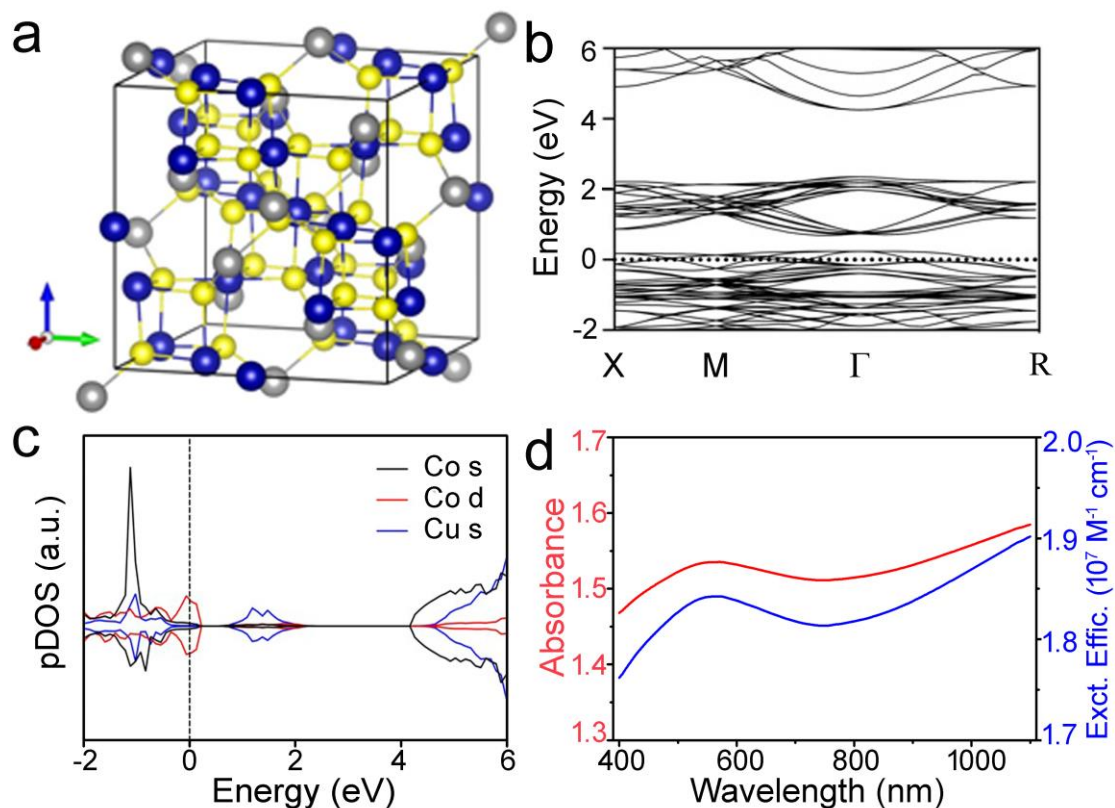 a
b
Energy (eV)
6
4
2
0
-2
X M Γ R
c
pDOS (a.u.)
Co s
Co d
Cu s
-2 0 2 4 6
Energy (eV)
d
Absorbance
1.7
1.6
1.5
1.4
1.3
2.0
1.9
1.8
1.7
Exct. Effic. (10⁷ M⁻¹ cm⁻¹)
400 600 800 1000
Wavelength (nm)